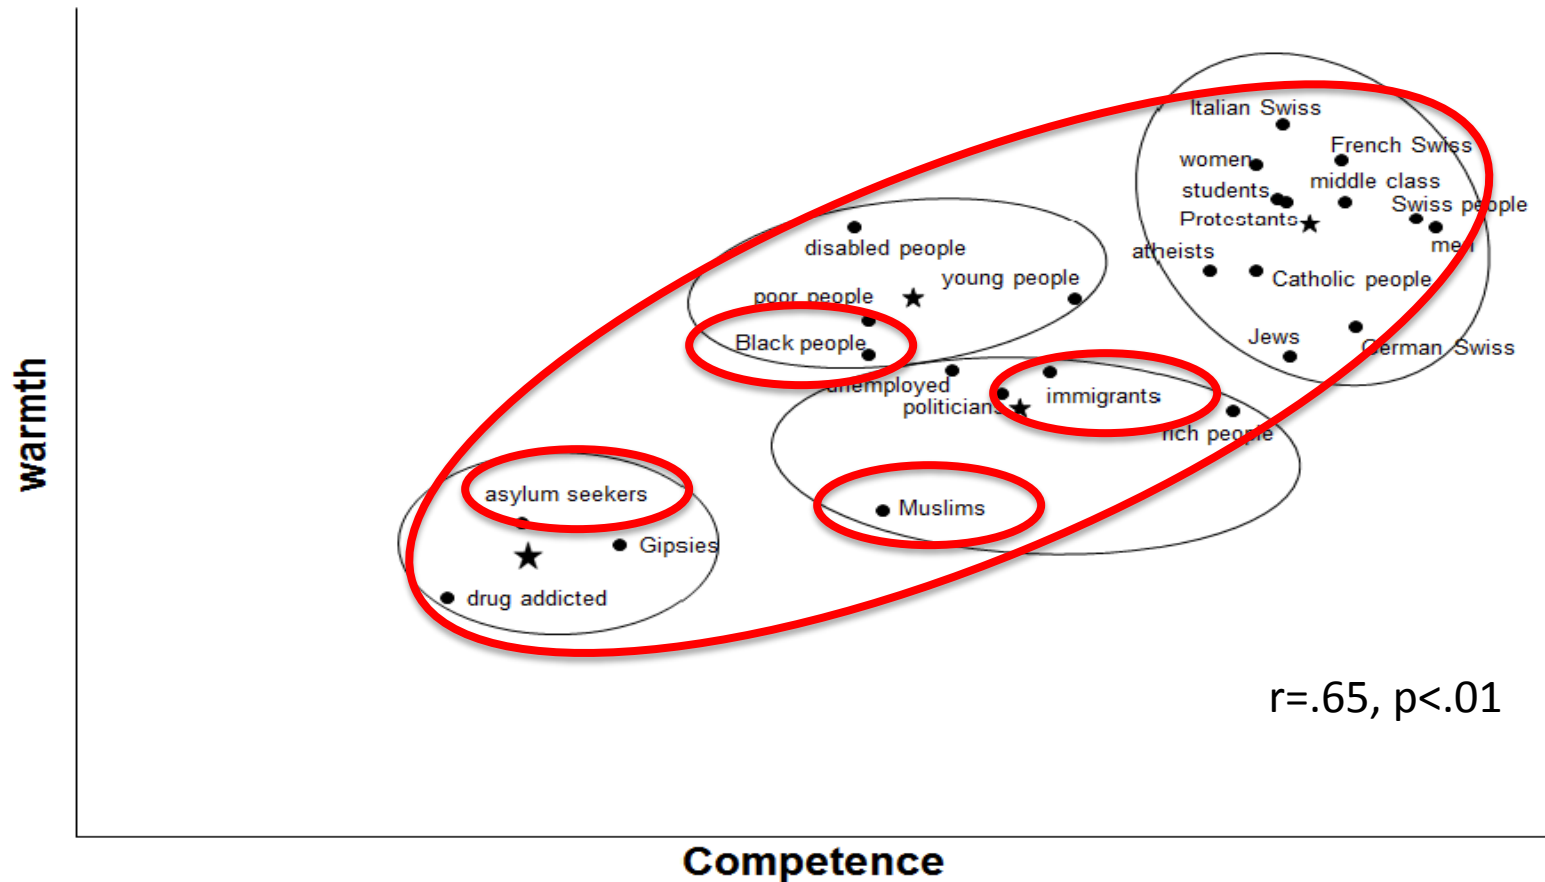 Italian Swiss
French Swiss
women
middle class
students
Swiss people
Protestants
men
atheists
disabled people
young people
Catholic people
poor people
Jews
Black people
German Swiss
unemployed
immigrants
politicians
rich people
asylum seekers
Muslims
Gipsies
drug addicted
warmth
r=.65, p<.01
Competence